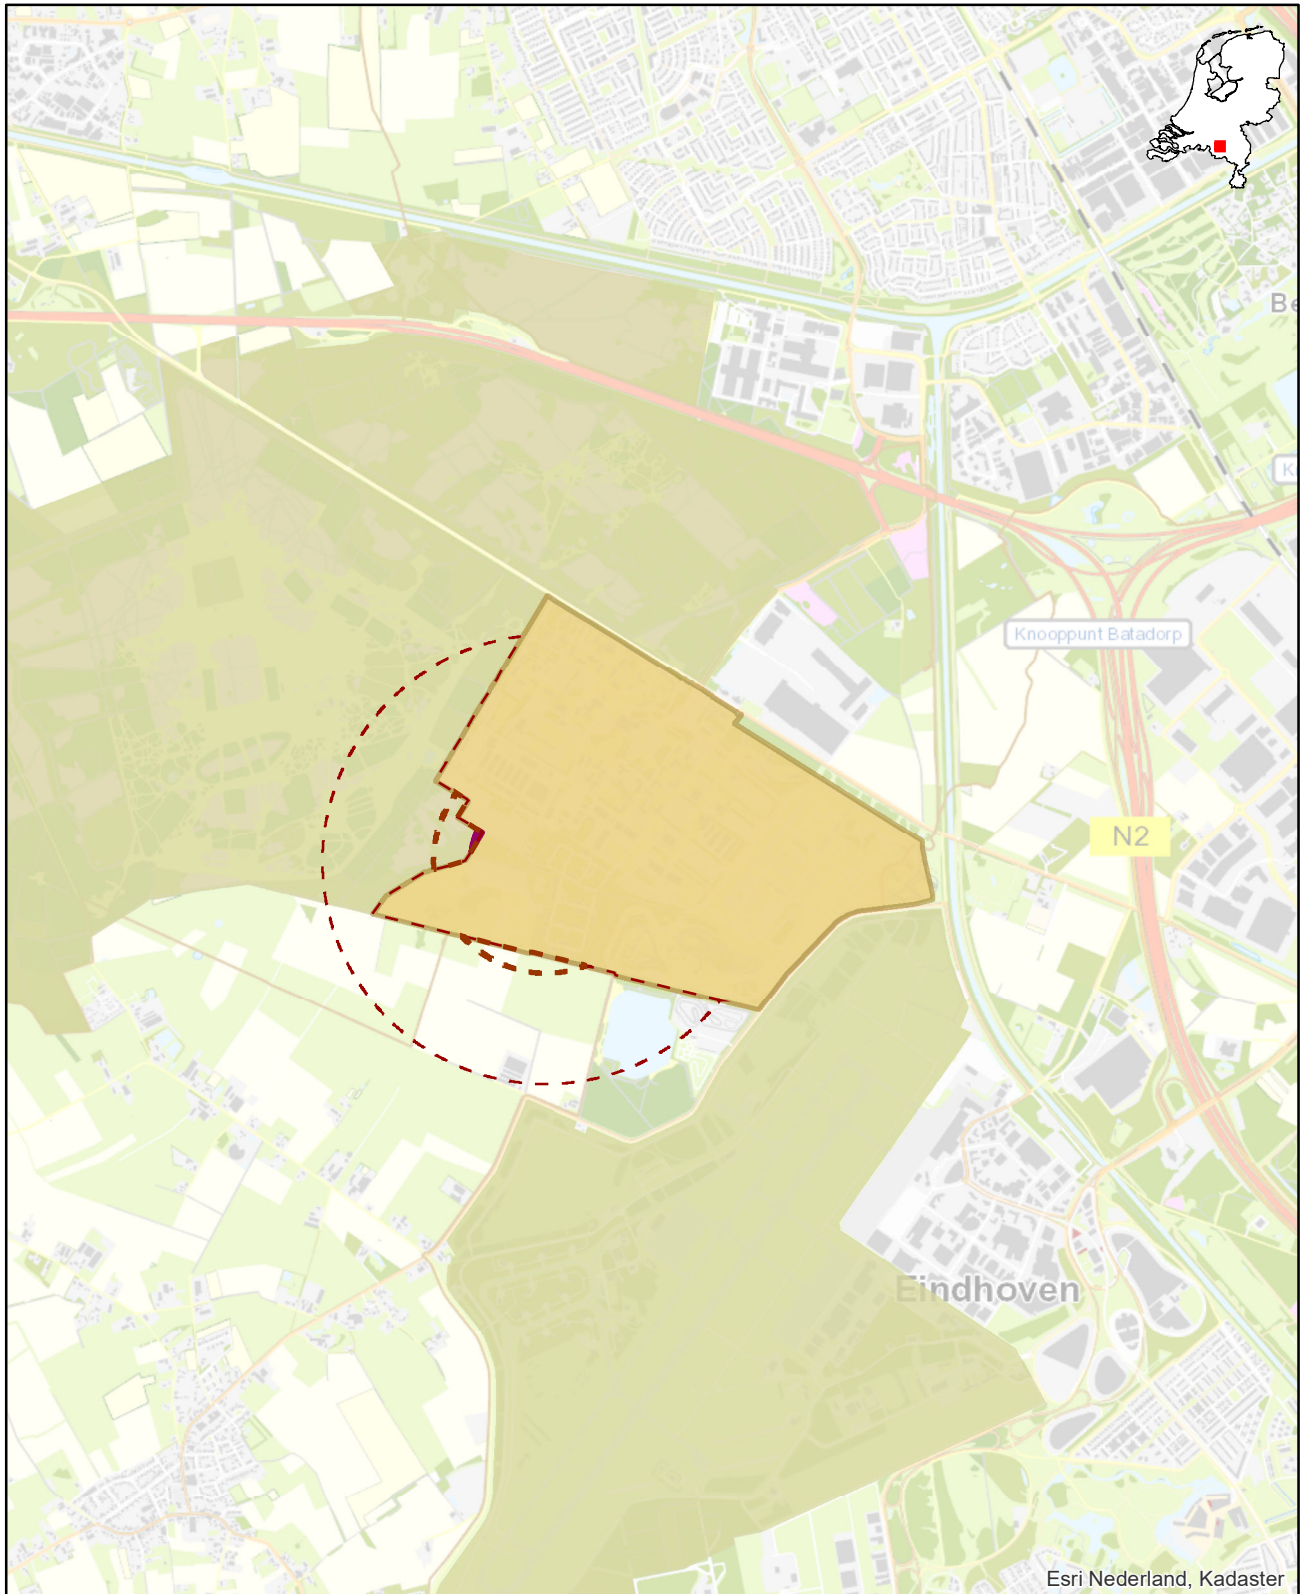 Be
K
Knooppunt Batadorp
N2
Eindhoven
Esri Nederland, Kadaster